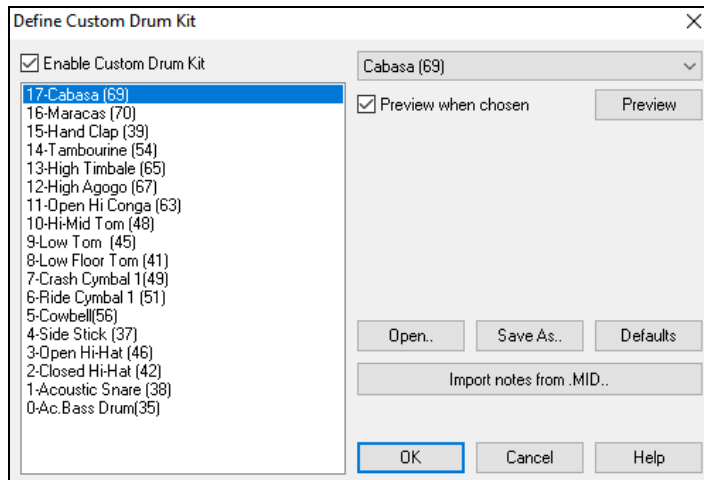 Define Custom Drum Kit
Enable Custom Drum Kit
17-Cabasa (69)
16-Maracas (70)
15-Hand Clap (39)
14-Tambourine (54)
13-High Timbale (65)
12-High Agogo (67)
11-Open Hi Conga (63)
10-Hi-Mid Tom (48)
9-Low Tom  (45)
8-Low Floor Tom (41)
7-Crash Cymbal 1(49)
6-Ride Cymbal 1 (51)
5-Cowbell(56)
4-Side Stick (37)
3-Open Hi-Hat (46)
2-Closed Hi-Hat (42)
1-Acoustic Snare (38)
0-Ac.Bass Drum(35)
Cabasa (69)
Preview when chosen
Preview
Open..
Save As..
Defaults
Import notes from .MID..
OK
Cancel
Help